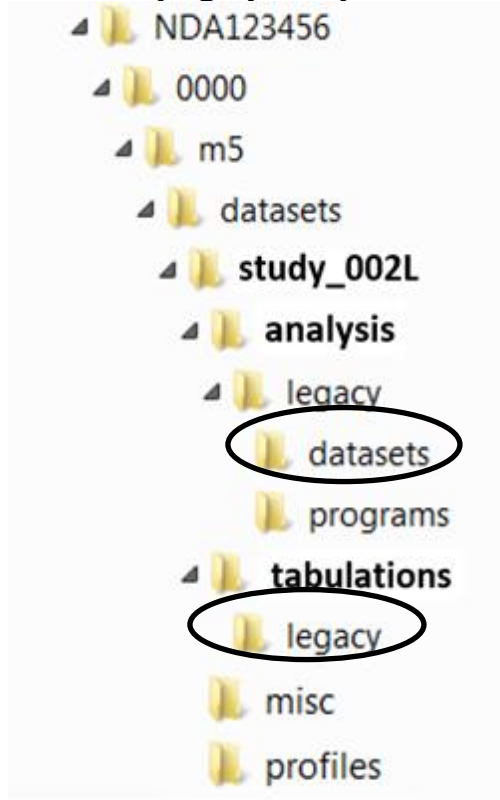 NDA123456
0000
m5
datasets
study_002L
analysis
legacy
datasets
programs
tabulations
legacy
misc
profiles